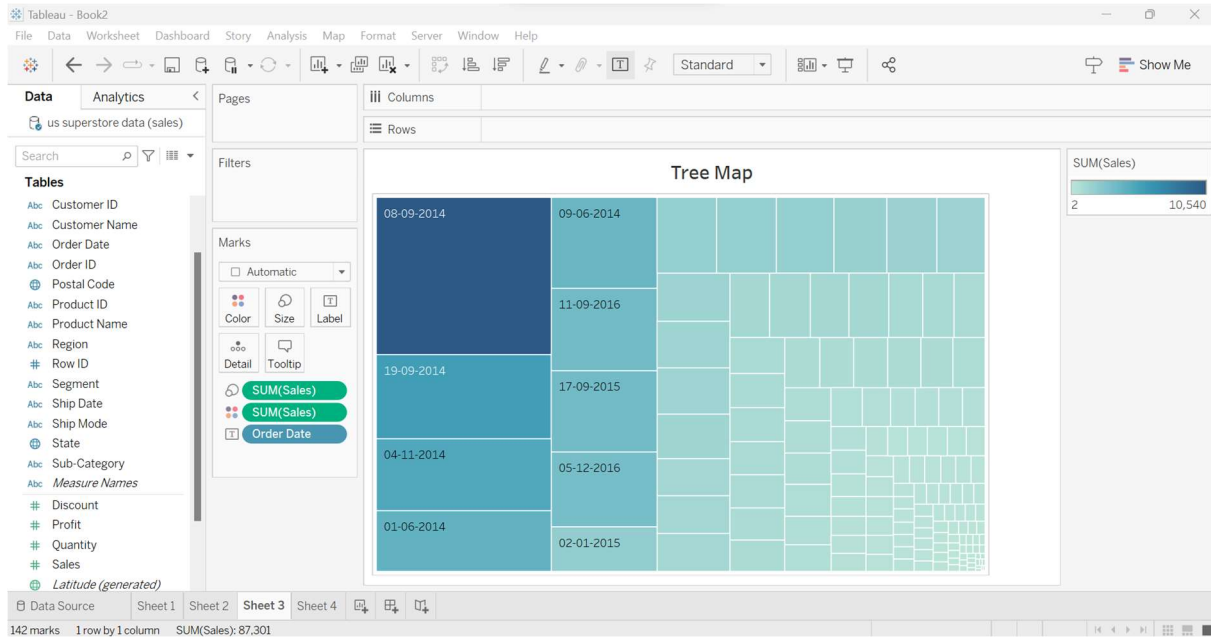 Tableau - Book2
File Data Worksheet Dashboard Story Analysis Map Format Server Window Help
Standard
Show Me
Data Analytics
us superstore data (sales)
Search
Tables
Abc Customer ID
Abc Customer Name
Abc Order Date
Abc Order ID
Postal Code
Abc Product ID
Abc Product Name
Abc Region
# Row ID
Abc Segment
Abc Ship Date
Abc Ship Mode
State
Abc Sub-Category
Abc Measure Names
# Discount
# Profit
# Quantity
# Sales
Latitude (generated)
Pages
Filters
Marks
Automatic
Color Size Label
Detail Tooltip
SUM(Sales)
SUM(Sales)
Order Date
Columns
Rows
Tree Map
08-09-2014
19-09-2014
04-11-2014
01-06-2014
09-06-2014
11-09-2016
17-09-2015
05-12-2016
02-01-2015
SUM(Sales)
2 10,540
Data Source Sheet 1 Sheet 2 Sheet 3 Sheet 4
142 marks 1 row by 1 column SUM(Sales): 87,301